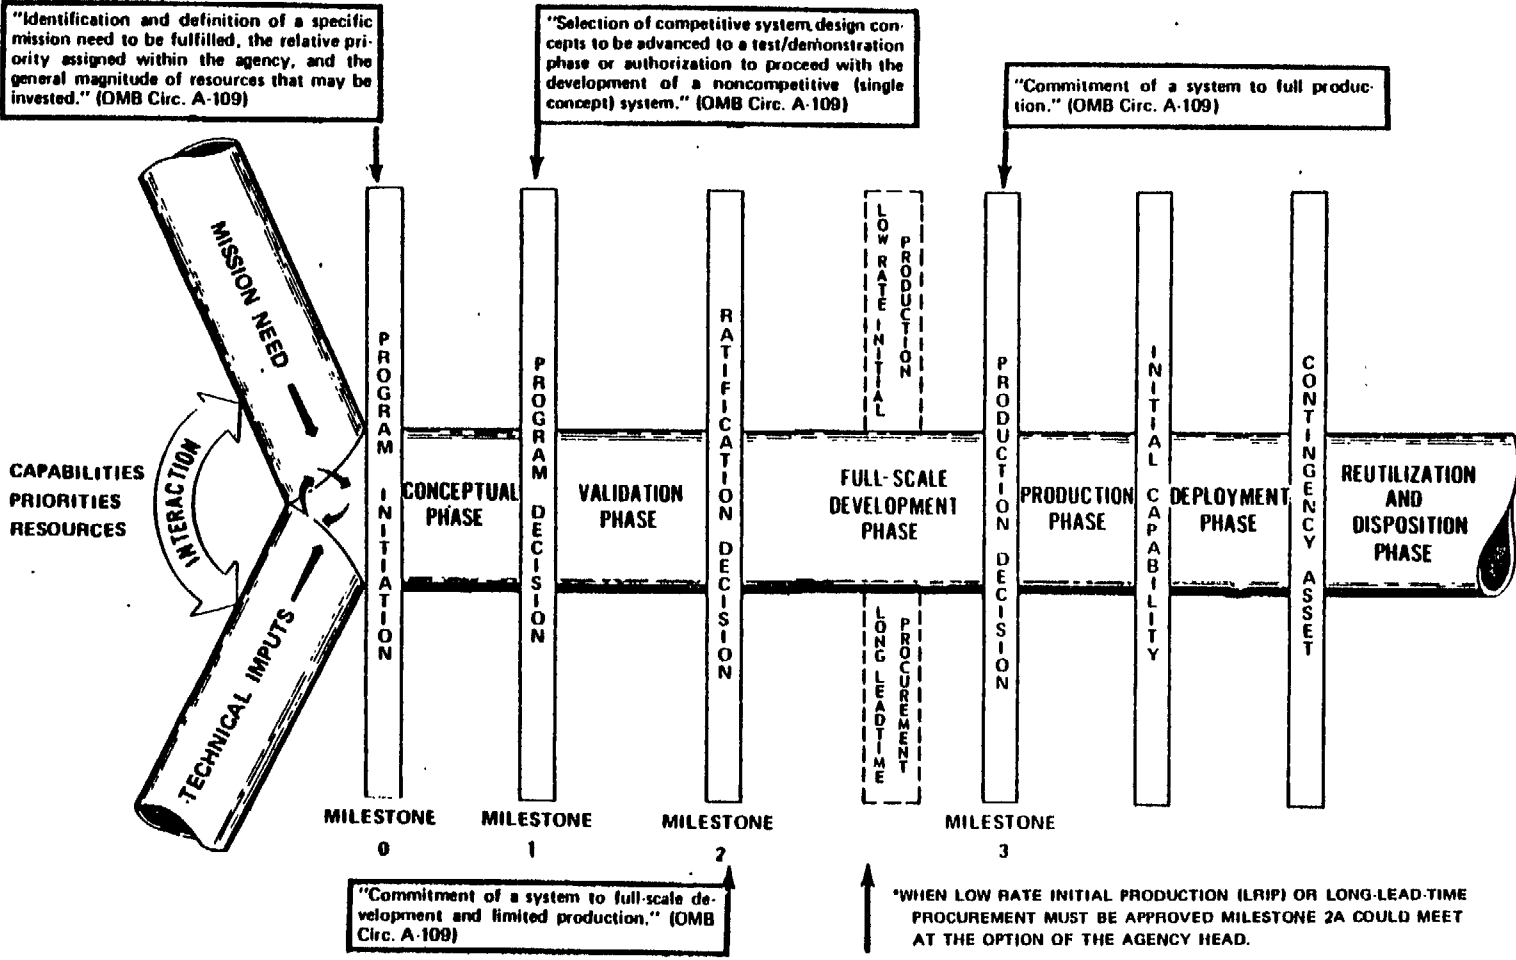 "Identification and definition of a specific
mission need to be fulfilled, the relative pri-
ority assigned within the agency, and the
general magnitude of resources that may be
invested." (OMB Circ. A-109)
"Selection of competitive system design con-
cepts to be advanced to a test/demonstration
phase or authorization to proceed with the
development of a noncompetitive (single
concept) system." (OMB Circ. A-109)
"Commitment of a system to full produc-
tion." (OMB Circ. A-109)
MISSION NEED
CAPABILITIES
PRIORITIES
RESOURCES
INTERACTION
TECHNICAL IMPUTS
PROGRAM INITIATION
CONCEPTUAL
PHASE
PROGRAM DECISION
VALIDATION
PHASE
RATIFICATION DECISION
LOW RATE INITIAL
PRODUCTION
FULL-SCALE
DEVELOPMENT
PHASE
LONG LEADTIME
PROCUREMENT
PRODUCTION DECISION
PRODUCTION
PHASE
INITIAL CAPABILITY
DEPLOYMENT
PHASE
CONTINGENCY ASSET
REUTILIZATION
AND
DISPOSITION
PHASE
MILESTONE
0
MILESTONE
1
MILESTONE
2
MILESTONE
3
"Commitment of a system to full-scale de-
velopment and limited production." (OMB
Circ. A-109)
*WHEN LOW RATE INITIAL PRODUCTION (LRIP) OR LONG-LEAD-TIME
PROCUREMENT MUST BE APPROVED MILESTONE 2A COULD MEET
AT THE OPTION OF THE AGENCY HEAD.